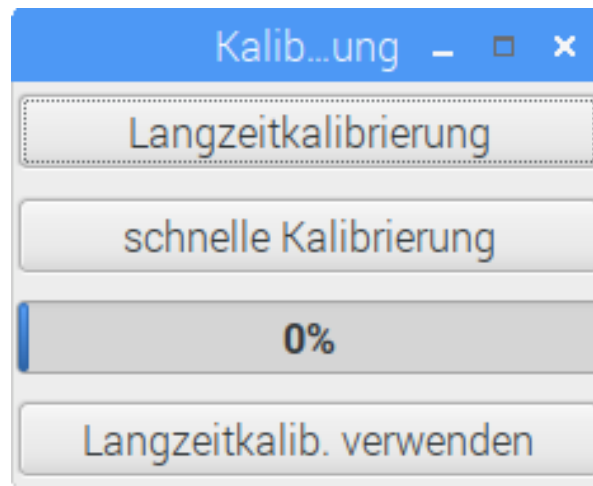 Kalib...ung
Langzeitkalibrierung
schnelle Kalibrierung
0%
Langzeitkalib. verwenden